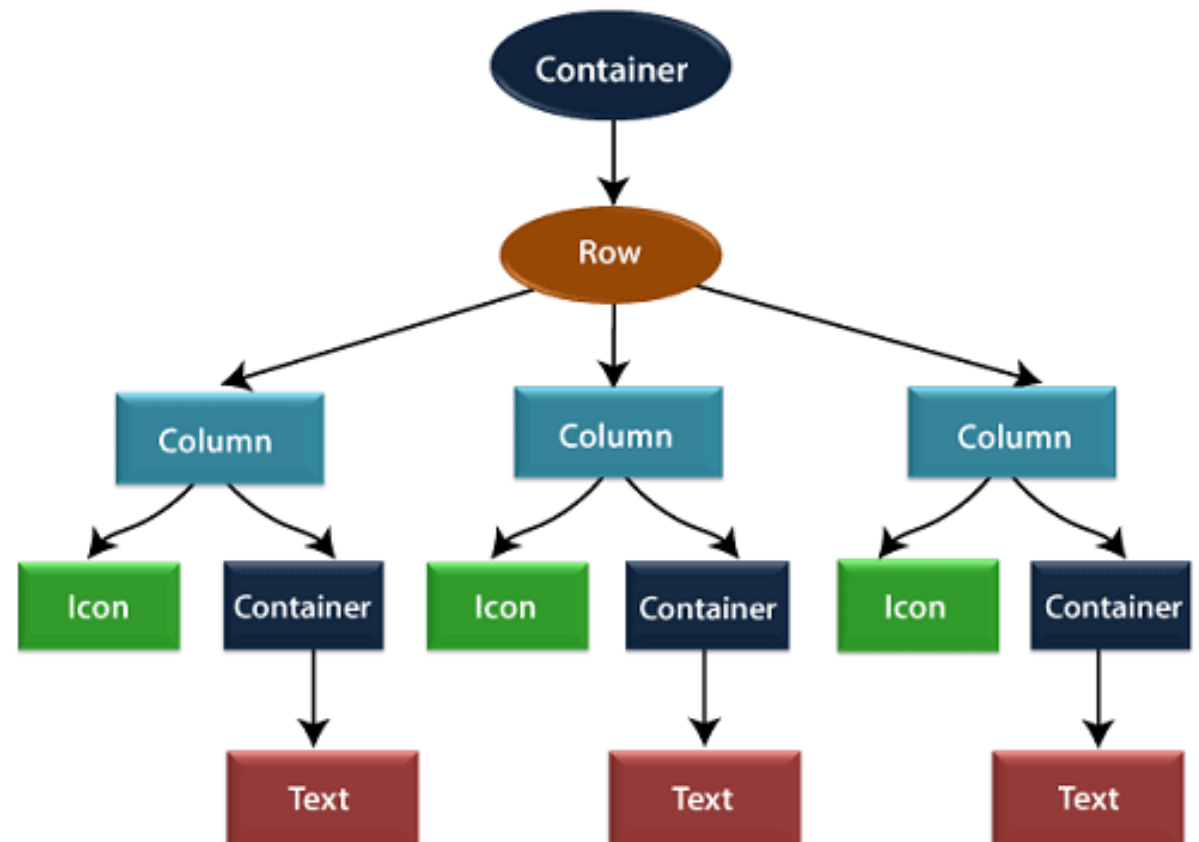 Container
Row
Column
Column
Column
Icon
Container
Icon
Container
Icon
Container
Text
Text
Text